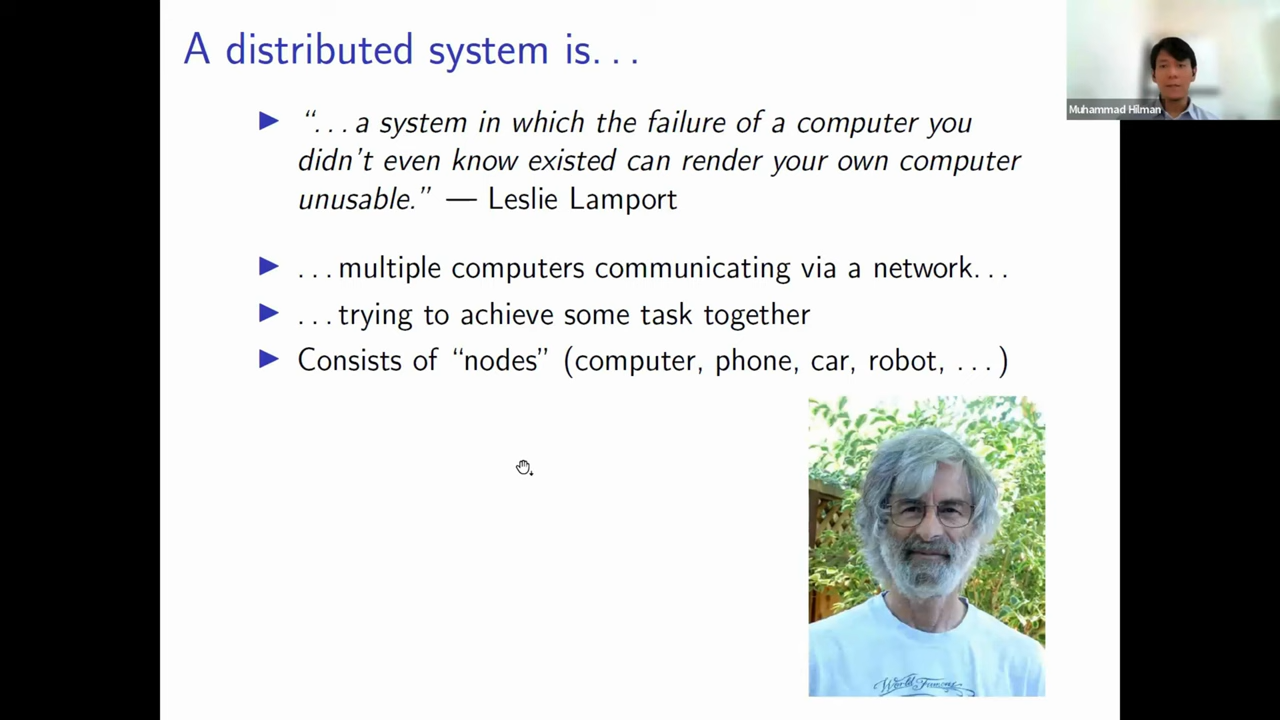 A distributed system is. . .
▶ “. . . a system in which the failure of a computer you
didn’t even know existed can render your own computer
unusable.” — Leslie Lamport
▶ . . . multiple computers communicating via a network. . .
▶ . . . trying to achieve some task together
▶ Consists of “nodes” (computer, phone, car, robot, . . . )
Muhammad Hilman
World Famous